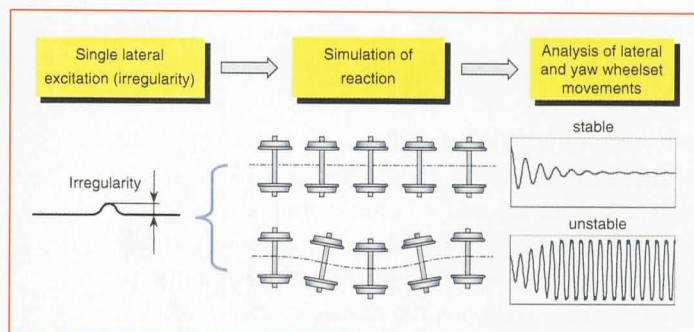 Single lateral
excitation (irregularity)
Simulation of
reaction
Analysis of lateral
and yaw wheelset
movements
Irregularity
stable
unstable